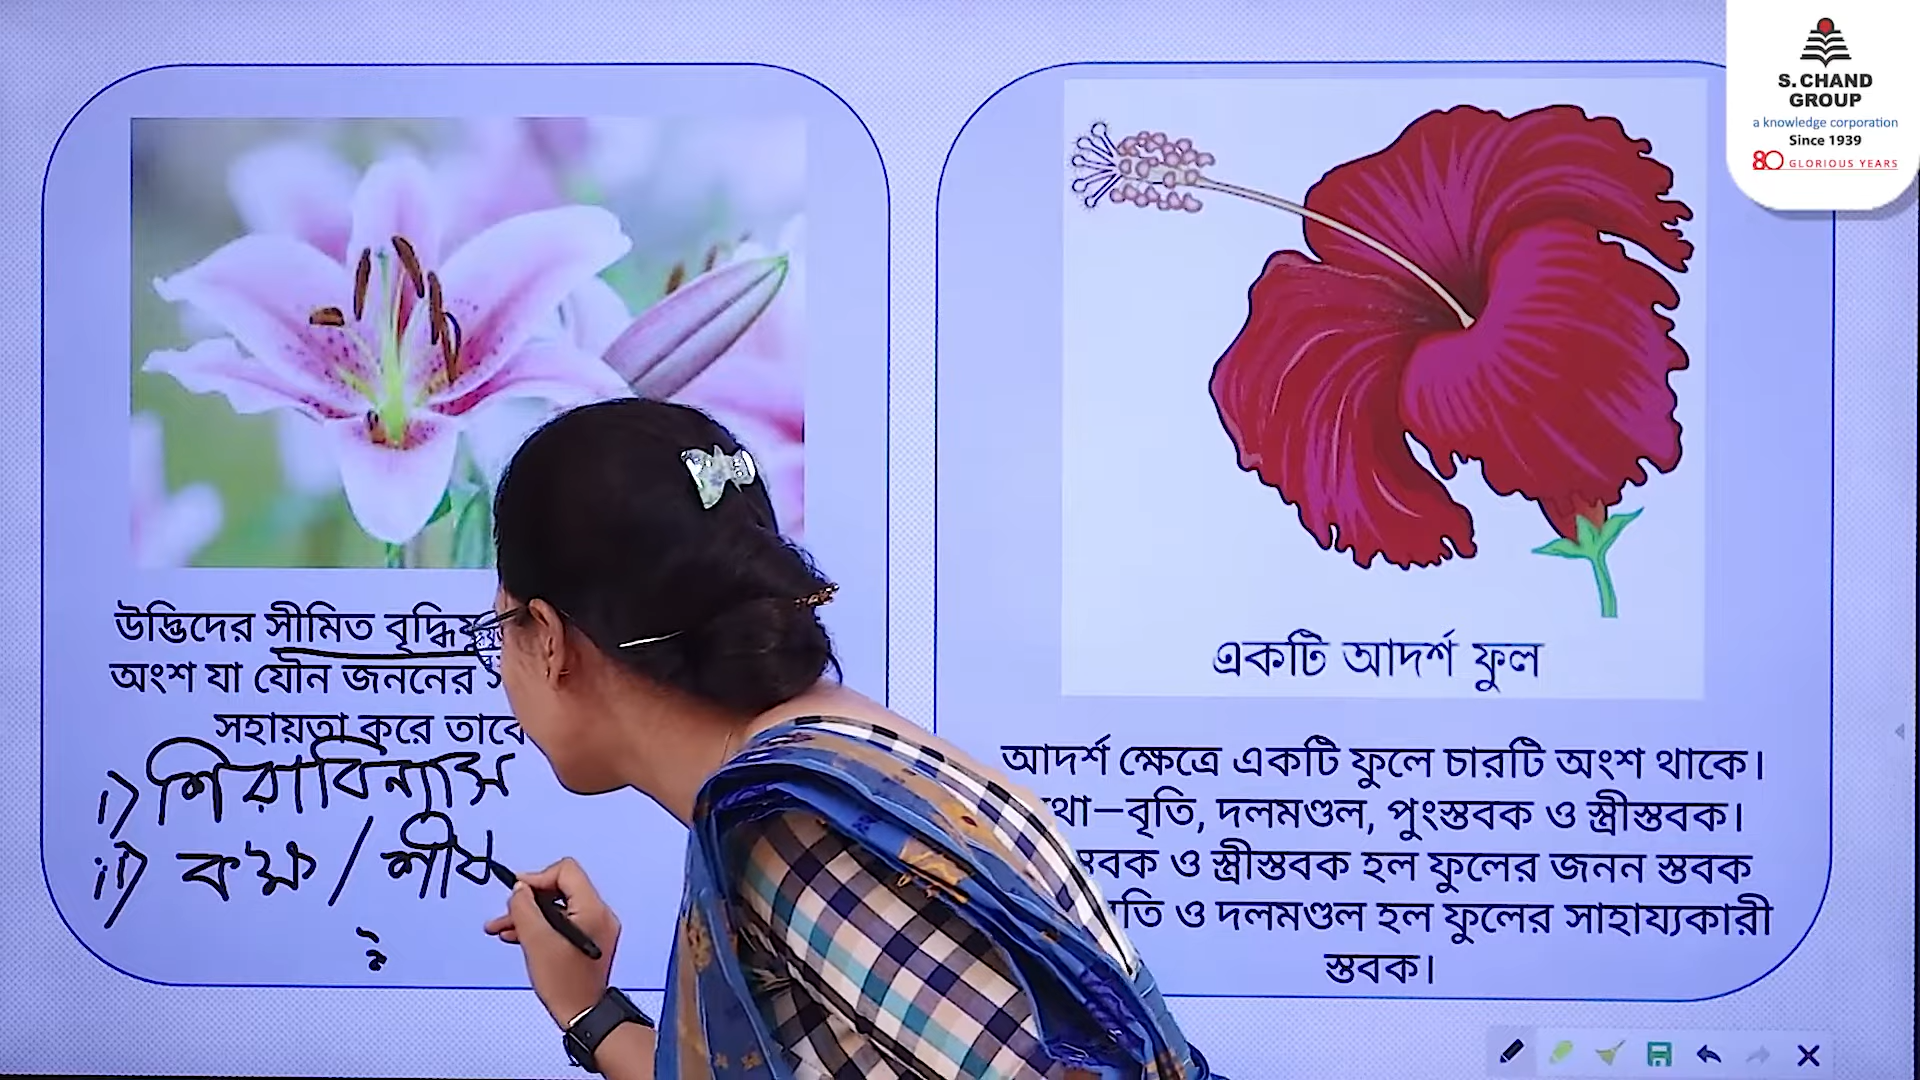 S. CHAND
GROUP
a knowledge corporation
Since 1939
80 GLORIOUS YEARS
উদ্ভিদের সীমিত বৃদ্ধি
অংশ যা যৌন জননের
সহায়তা করে তাকে
i) শিরাবিন্যাস
ii) কক্ষ / শীর্ষ
একটি আদর্শ ফুল
আদর্শ ক্ষেত্রে একটি ফুলে চারটি অংশ থাকে।
থা—বৃতি, দলমণ্ডল, পুংস্তবক ও স্ত্রীস্তবক।
স্তবক ও স্ত্রীস্তবক হল ফুলের জনন স্তবক
তি ও দলমণ্ডল হল ফুলের সাহায্যকারী
স্তবক।